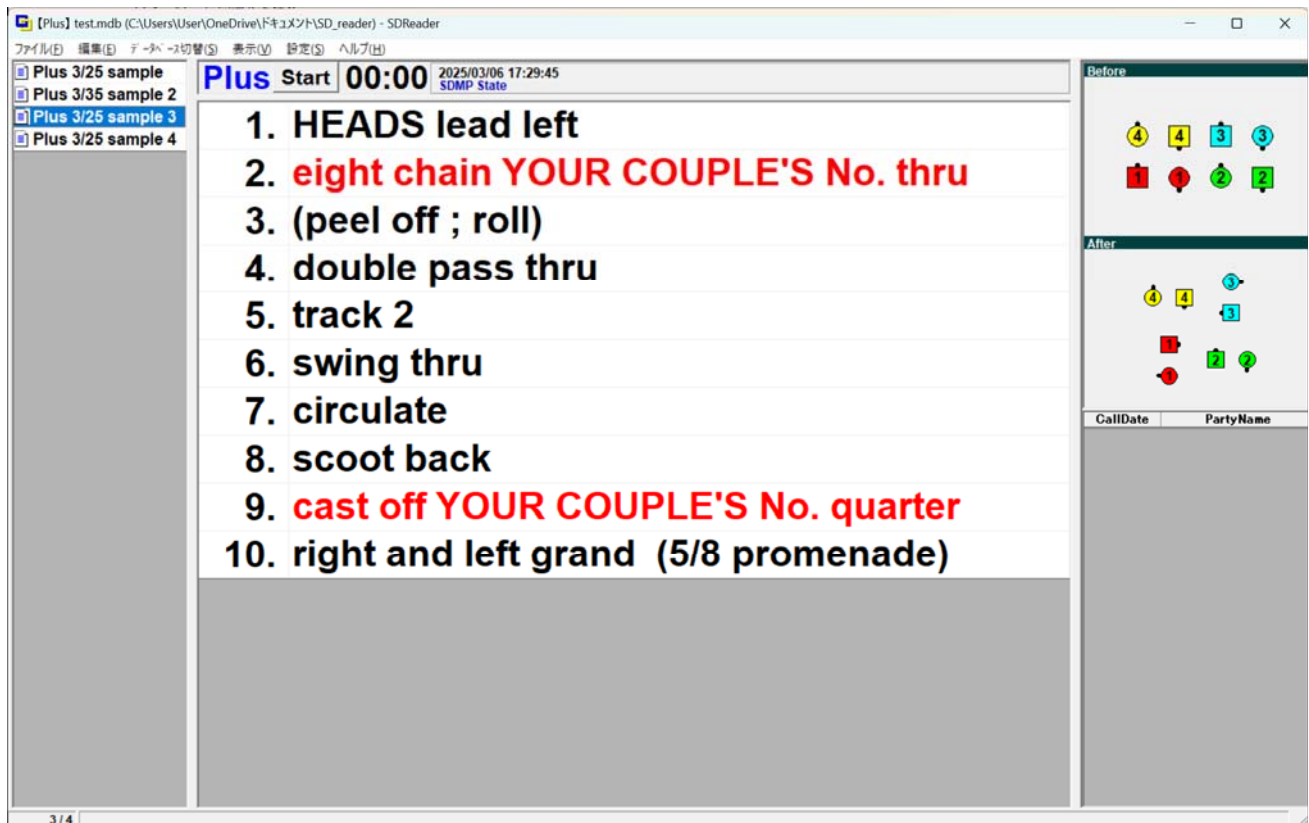 【Plus】 test.mdb (C:\Users\User\OneDrive\ドキュメント\SD_reader) - SDReader
ファイル(F) 編集(E) データベース切替(S) 表示(V) 設定(S) ヘルプ(H)
Plus 3/25 sample
Plus 3/35 sample 2
Plus 3/25 sample 3
Plus 3/25 sample 4
Plus Start 00:00 2025/03/06 17:29:45
SDMP State
1. HEADS lead left
2. eight chain YOUR COUPLE'S No. thru
3. (peel off ; roll)
4. double pass thru
5. track 2
6. swing thru
7. circulate
8. scoot back
9. cast off YOUR COUPLE'S No. quarter
10. right and left grand (5/8 promenade)
Before
4 4 3 3
1 1 2 2
After
3
4 4
3
1
2 2
1
CallDate PartyName
3/4